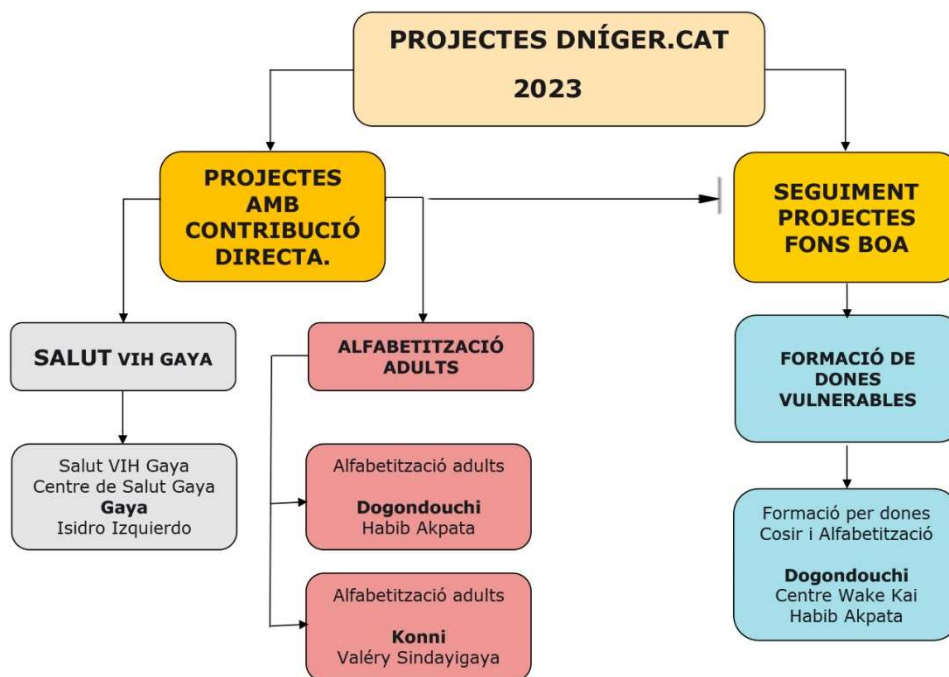 PROJECTES DNÍGER.CAT
2023
PROJECTES
AMB
CONTRIBUCIÓ
DIRECTA.
SEGUIMENT
PROJECTES
FONS BOA
SALUT VIH GAYA
ALFABETITZACIÓ
ADULTS
FORMACIÓ DE
DONES
VULNERABLES
Salut VIH Gaya
Centre de Salut Gaya
Gaya
Isidro Izquierdo
Alfabetització adults
Dogondouchi
Habib Akpata
Alfabetització adults
Konni
Valéry Sindayigaya
Formació per dones
Cosir i Alfabetització
Dogondouchi
Centre Wake Kai
Habib Akpata